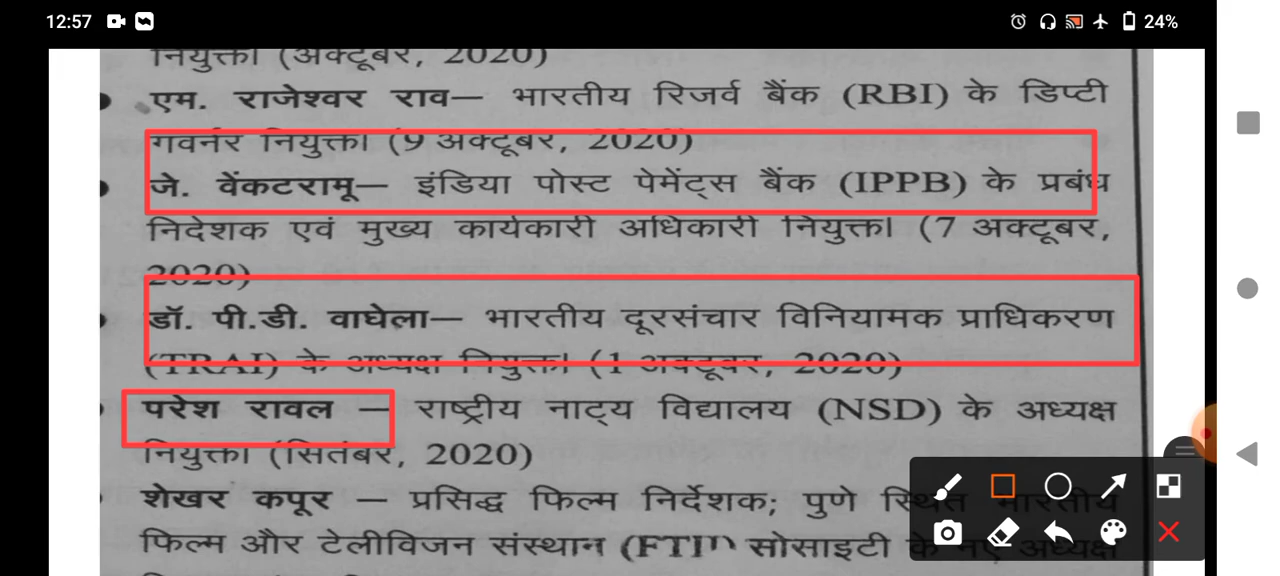 12:57
24%
नियुक्त। (अक्टूबर, 2020)
एम. राजेश्वर राव— भारतीय रिजर्व बैंक (RBI) के डिप्टी
गवर्नर नियुक्त। (9 अक्टूबर, 2020)
जे. वेंकटरामू— इंडिया पोस्ट पेमेंट्स बैंक (IPPB) के प्रबंध
निदेशक एवं मुख्य कार्यकारी अधिकारी नियुक्त। (7 अक्टूबर,
2020)
डॉ. पी.डी. वाघेला— भारतीय दूरसंचार विनियामक प्राधिकरण
(TRAI) के अध्यक्ष नियुक्त। (1 अक्टूबर, 2020)
परेश रावल — राष्ट्रीय नाट्य विद्यालय (NSD) के अध्यक्ष
नियुक्त। (सितंबर, 2020)
शेखर कपूर — प्रसिद्ध फिल्म निर्देशक; पुणे स्थित भारतीय
फिल्म और टेलीविजन संस्थान सोसाइटी के नए अध्यक्ष